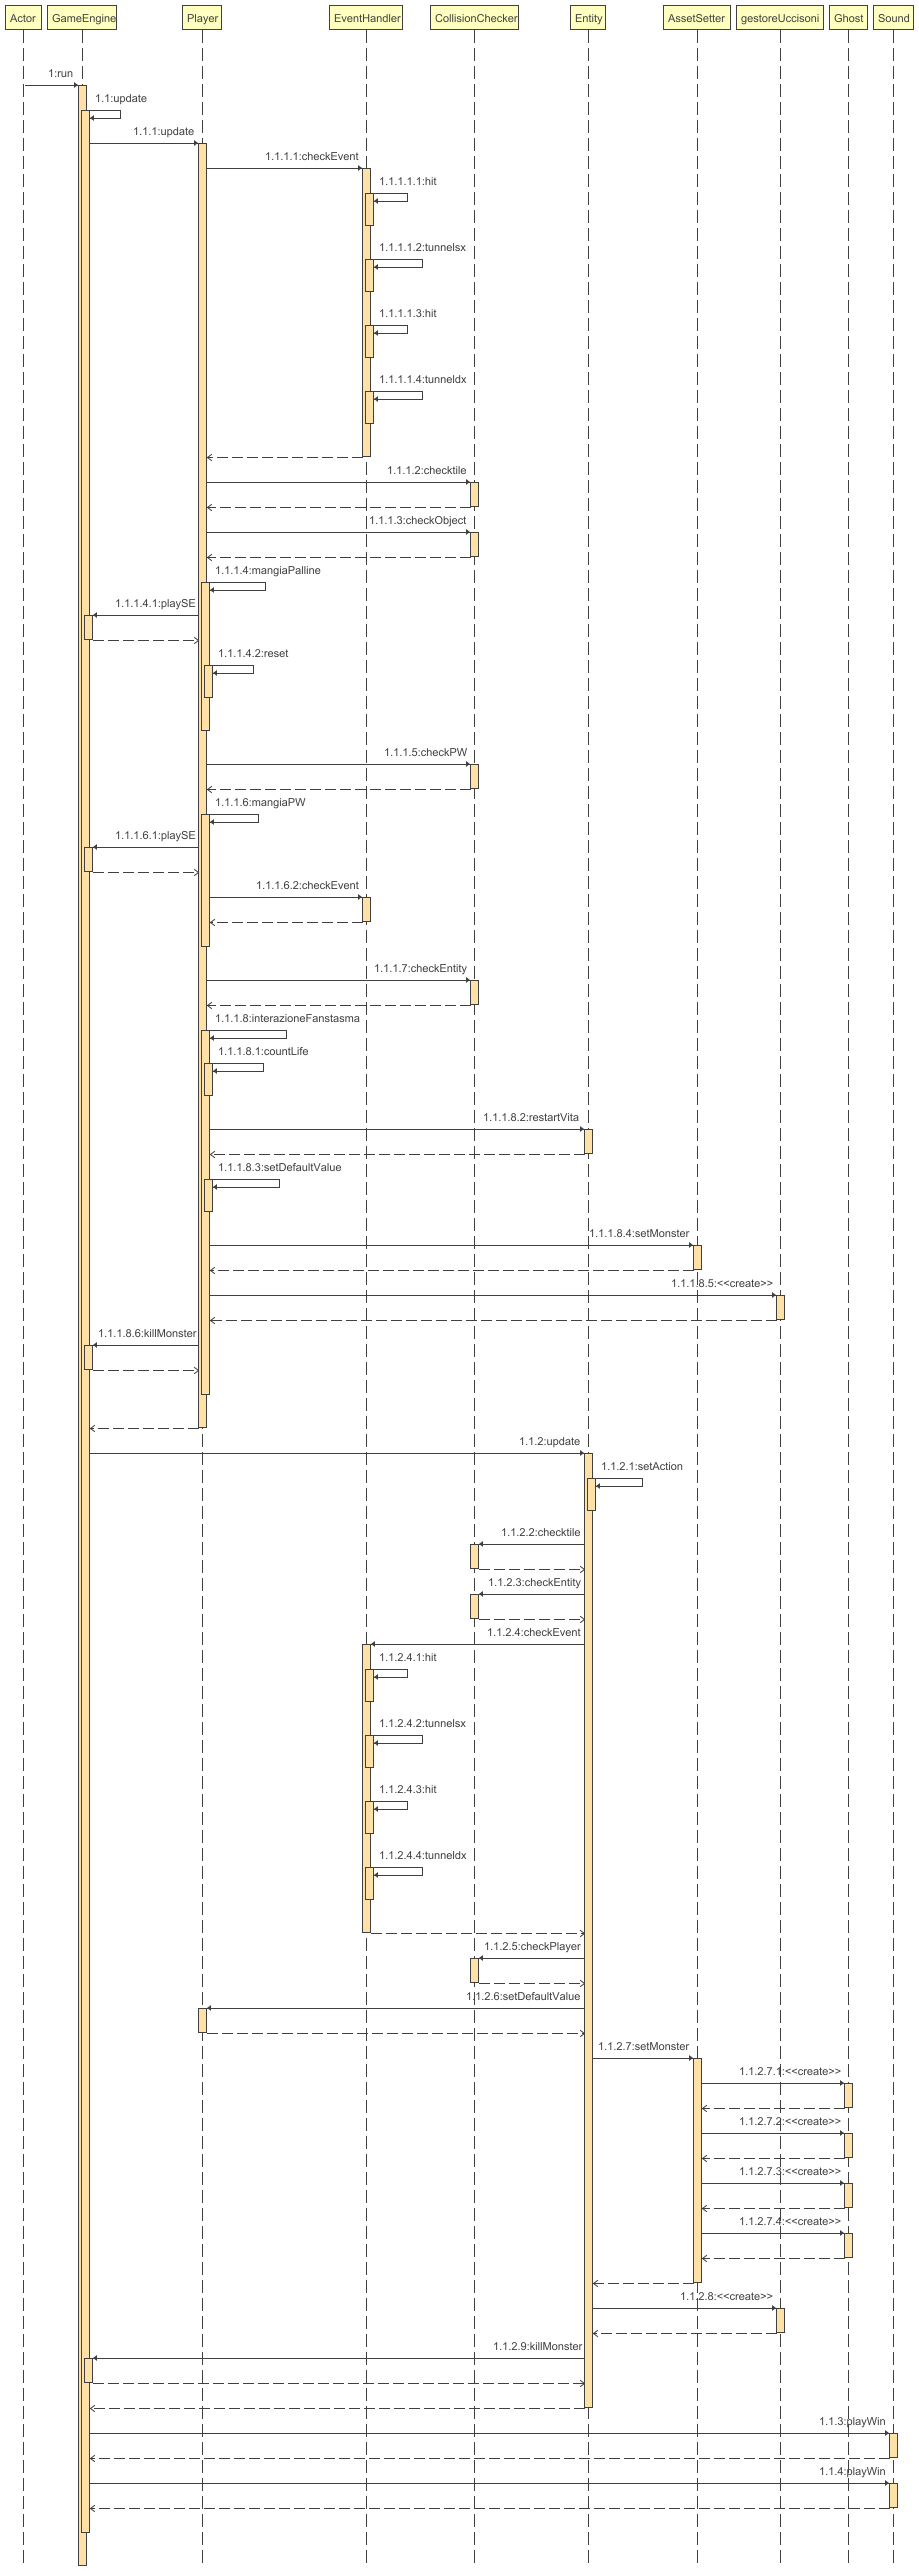 Actor
GameEngine
Player
EventHandler
CollisionChecker
Entity
AssetSetter
gestoreUccisoni
Ghost
Sound
1:run
1.1:update
1.1.1:update
1.1.1.1:checkEvent
1.1.1.1.1:hit
1.1.1.1.2:tunnelsx
1.1.1.1.3:hit
1.1.1.1.4:tunneldx
1.1.1.2:checktile
1.1.1.3:checkObject
1.1.1.4:mangiaPalline
1.1.1.4.1:playSE
1.1.1.4.2:reset
1.1.1.5:checkPW
1.1.1.6:mangiaPW
1.1.1.6.1:playSE
1.1.1.6.2:checkEvent
1.1.1.7:checkEntity
1.1.1.8:interazioneFanstasma
1.1.1.8.1:countLife
1.1.1.8.2:restartVita
1.1.1.8.3:setDefaultValue
1.1.1.8.4:setMonster
1.1.1.8.5:<<create>>
1.1.1.8.6:killMonster
1.1.2:update
1.1.2.1:setAction
1.1.2.2:checktile
1.1.2.3:checkEntity
1.1.2.4:checkEvent
1.1.2.4.1:hit
1.1.2.4.2:tunnelsx
1.1.2.4.3:hit
1.1.2.4.4:tunneldx
1.1.2.5:checkPlayer
1.1.2.6:setDefaultValue
1.1.2.7:setMonster
1.1.2.7.1:<<create>>
1.1.2.7.2:<<create>>
1.1.2.7.3:<<create>>
1.1.2.7.4:<<create>>
1.1.2.8:<<create>>
1.1.2.9:killMonster
1.1.3:playWin
1.1.4:playWin